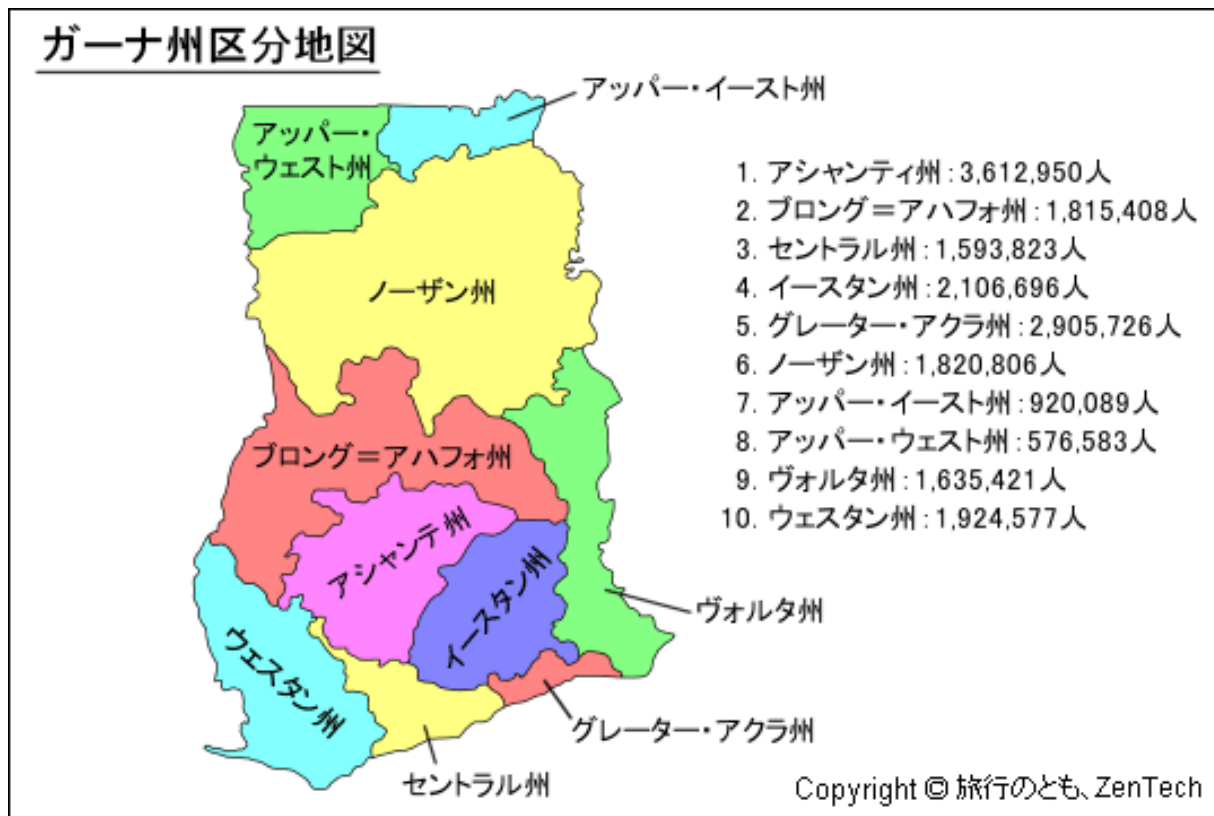 ガーナ州区分地図
アッパー・イースト州
アッパー・
ウェスト州
ノーザン州
ブロング＝アハフォ州
アシャンテ州
イースタン州
ウェスタン州
ヴォルタ州
グレーター・アクラ州
セントラル州
1. アシャンティ州：3,612,950人
2. ブロング＝アハフォ州：1,815,408人
3. セントラル州：1,593,823人
4. イースタン州：2,106,696人
5. グレーター・アクラ州：2,905,726人
6. ノーザン州：1,820,806人
7. アッパー・イースト州：920,089人
8. アッパー・ウェスト州：576,583人
9. ヴォルタ州：1,635,421人
10. ウェスタン州：1,924,577人
Copyright © 旅行のとも、ZenTech